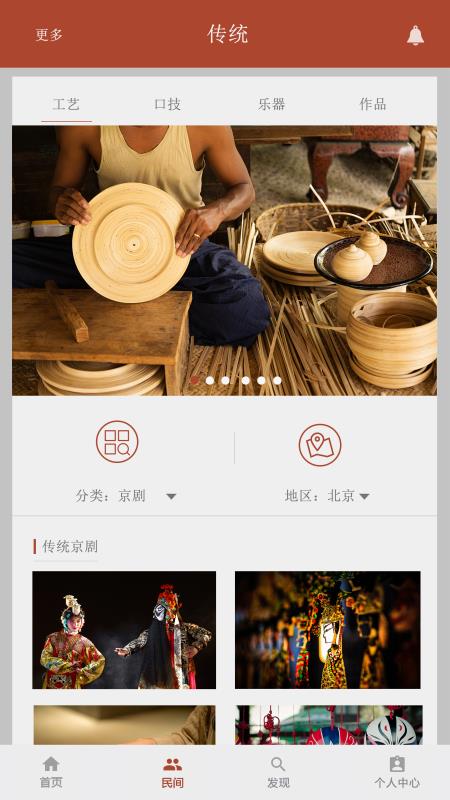 更多
传统
工艺
口技
乐器
作品
分类：京剧
地区：北京
传统京剧
首页
民间
发现
个人中心